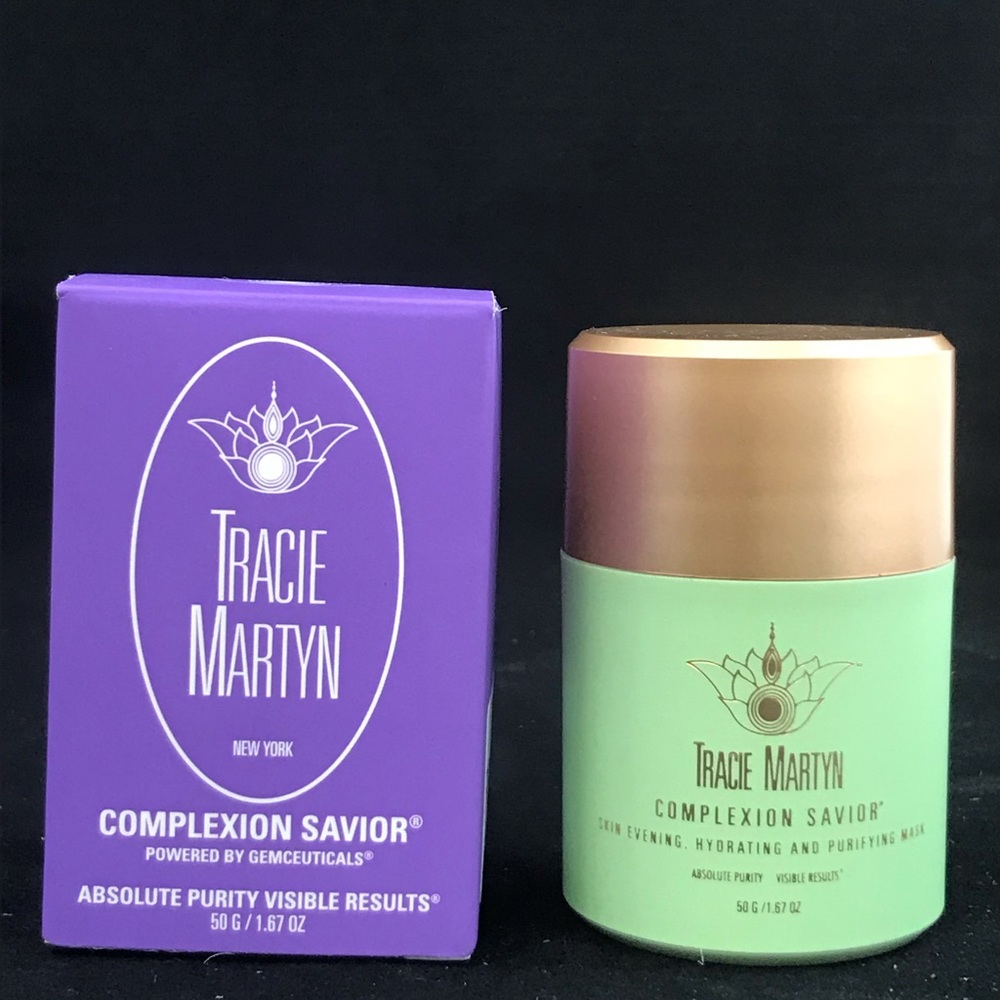 TRACIE
MARTYN
NEW YORK
COMPLEXION SAVIOR®
POWERED BY GEMCEUTICALS®
ABSOLUTE PURITY VISIBLE RESULTS®
50 G / 1.67 OZ
TRACIE MARTYN
COMPLEXION SAVIOR®
SKIN EVENING, HYDRATING AND PURIFYING MASK
ABSOLUTE PURITY VISIBLE RESULTS®
50 G / 1.67 OZ